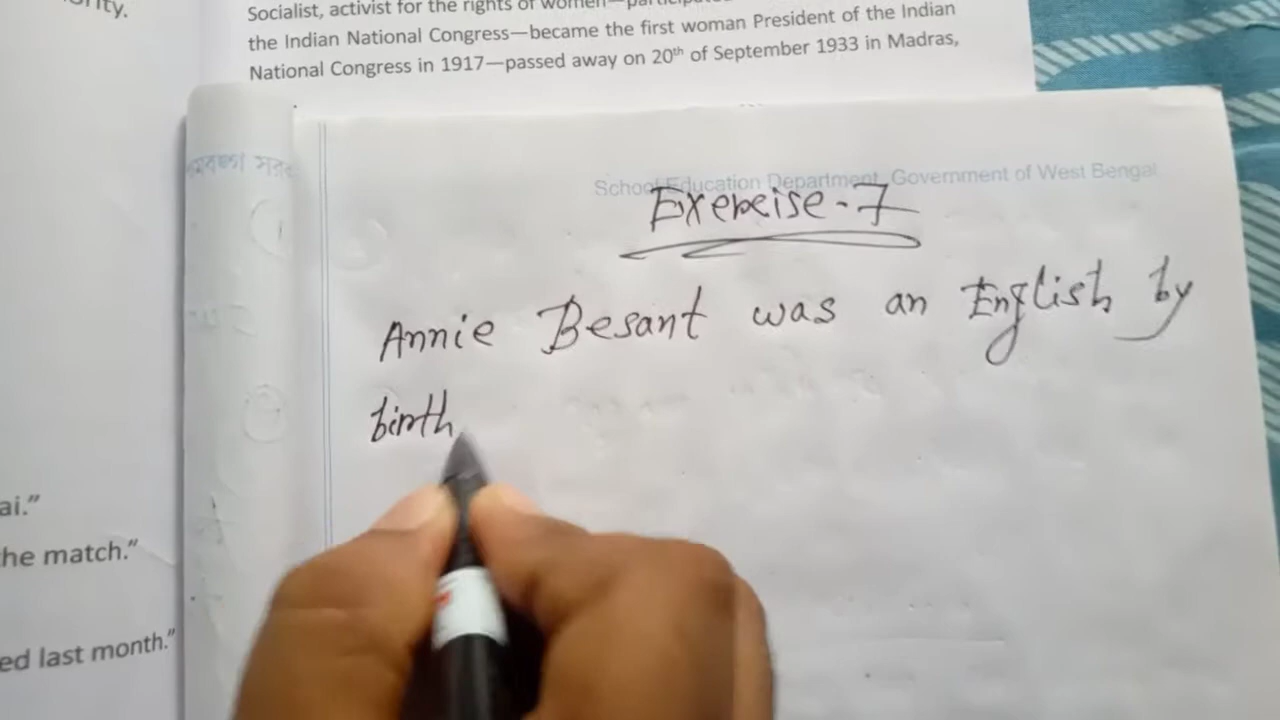 Socialist, activist for the rights of women—participated
the Indian National Congress—became the first woman President of the Indian
National Congress in 1917—passed away on 20th of September 1933 in Madras,
School Education Department, Government of West Bengal
Exercise-7
Annie Besant was an English by
birth
ai.”
he match.”
ed last month.”